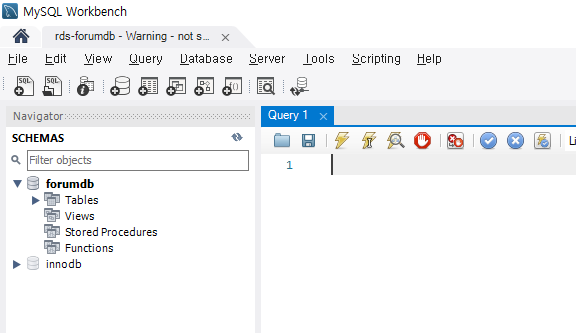 MySQL Workbench
rds-forumdb - Warning - not s...
File Edit View Query Database Server Tools Scripting Help
SQL SQL
Navigator
SCHEMAS
Filter objects
forumdb
Tables
Views
Stored Procedures
Functions
innodb
Query 1
Li
1